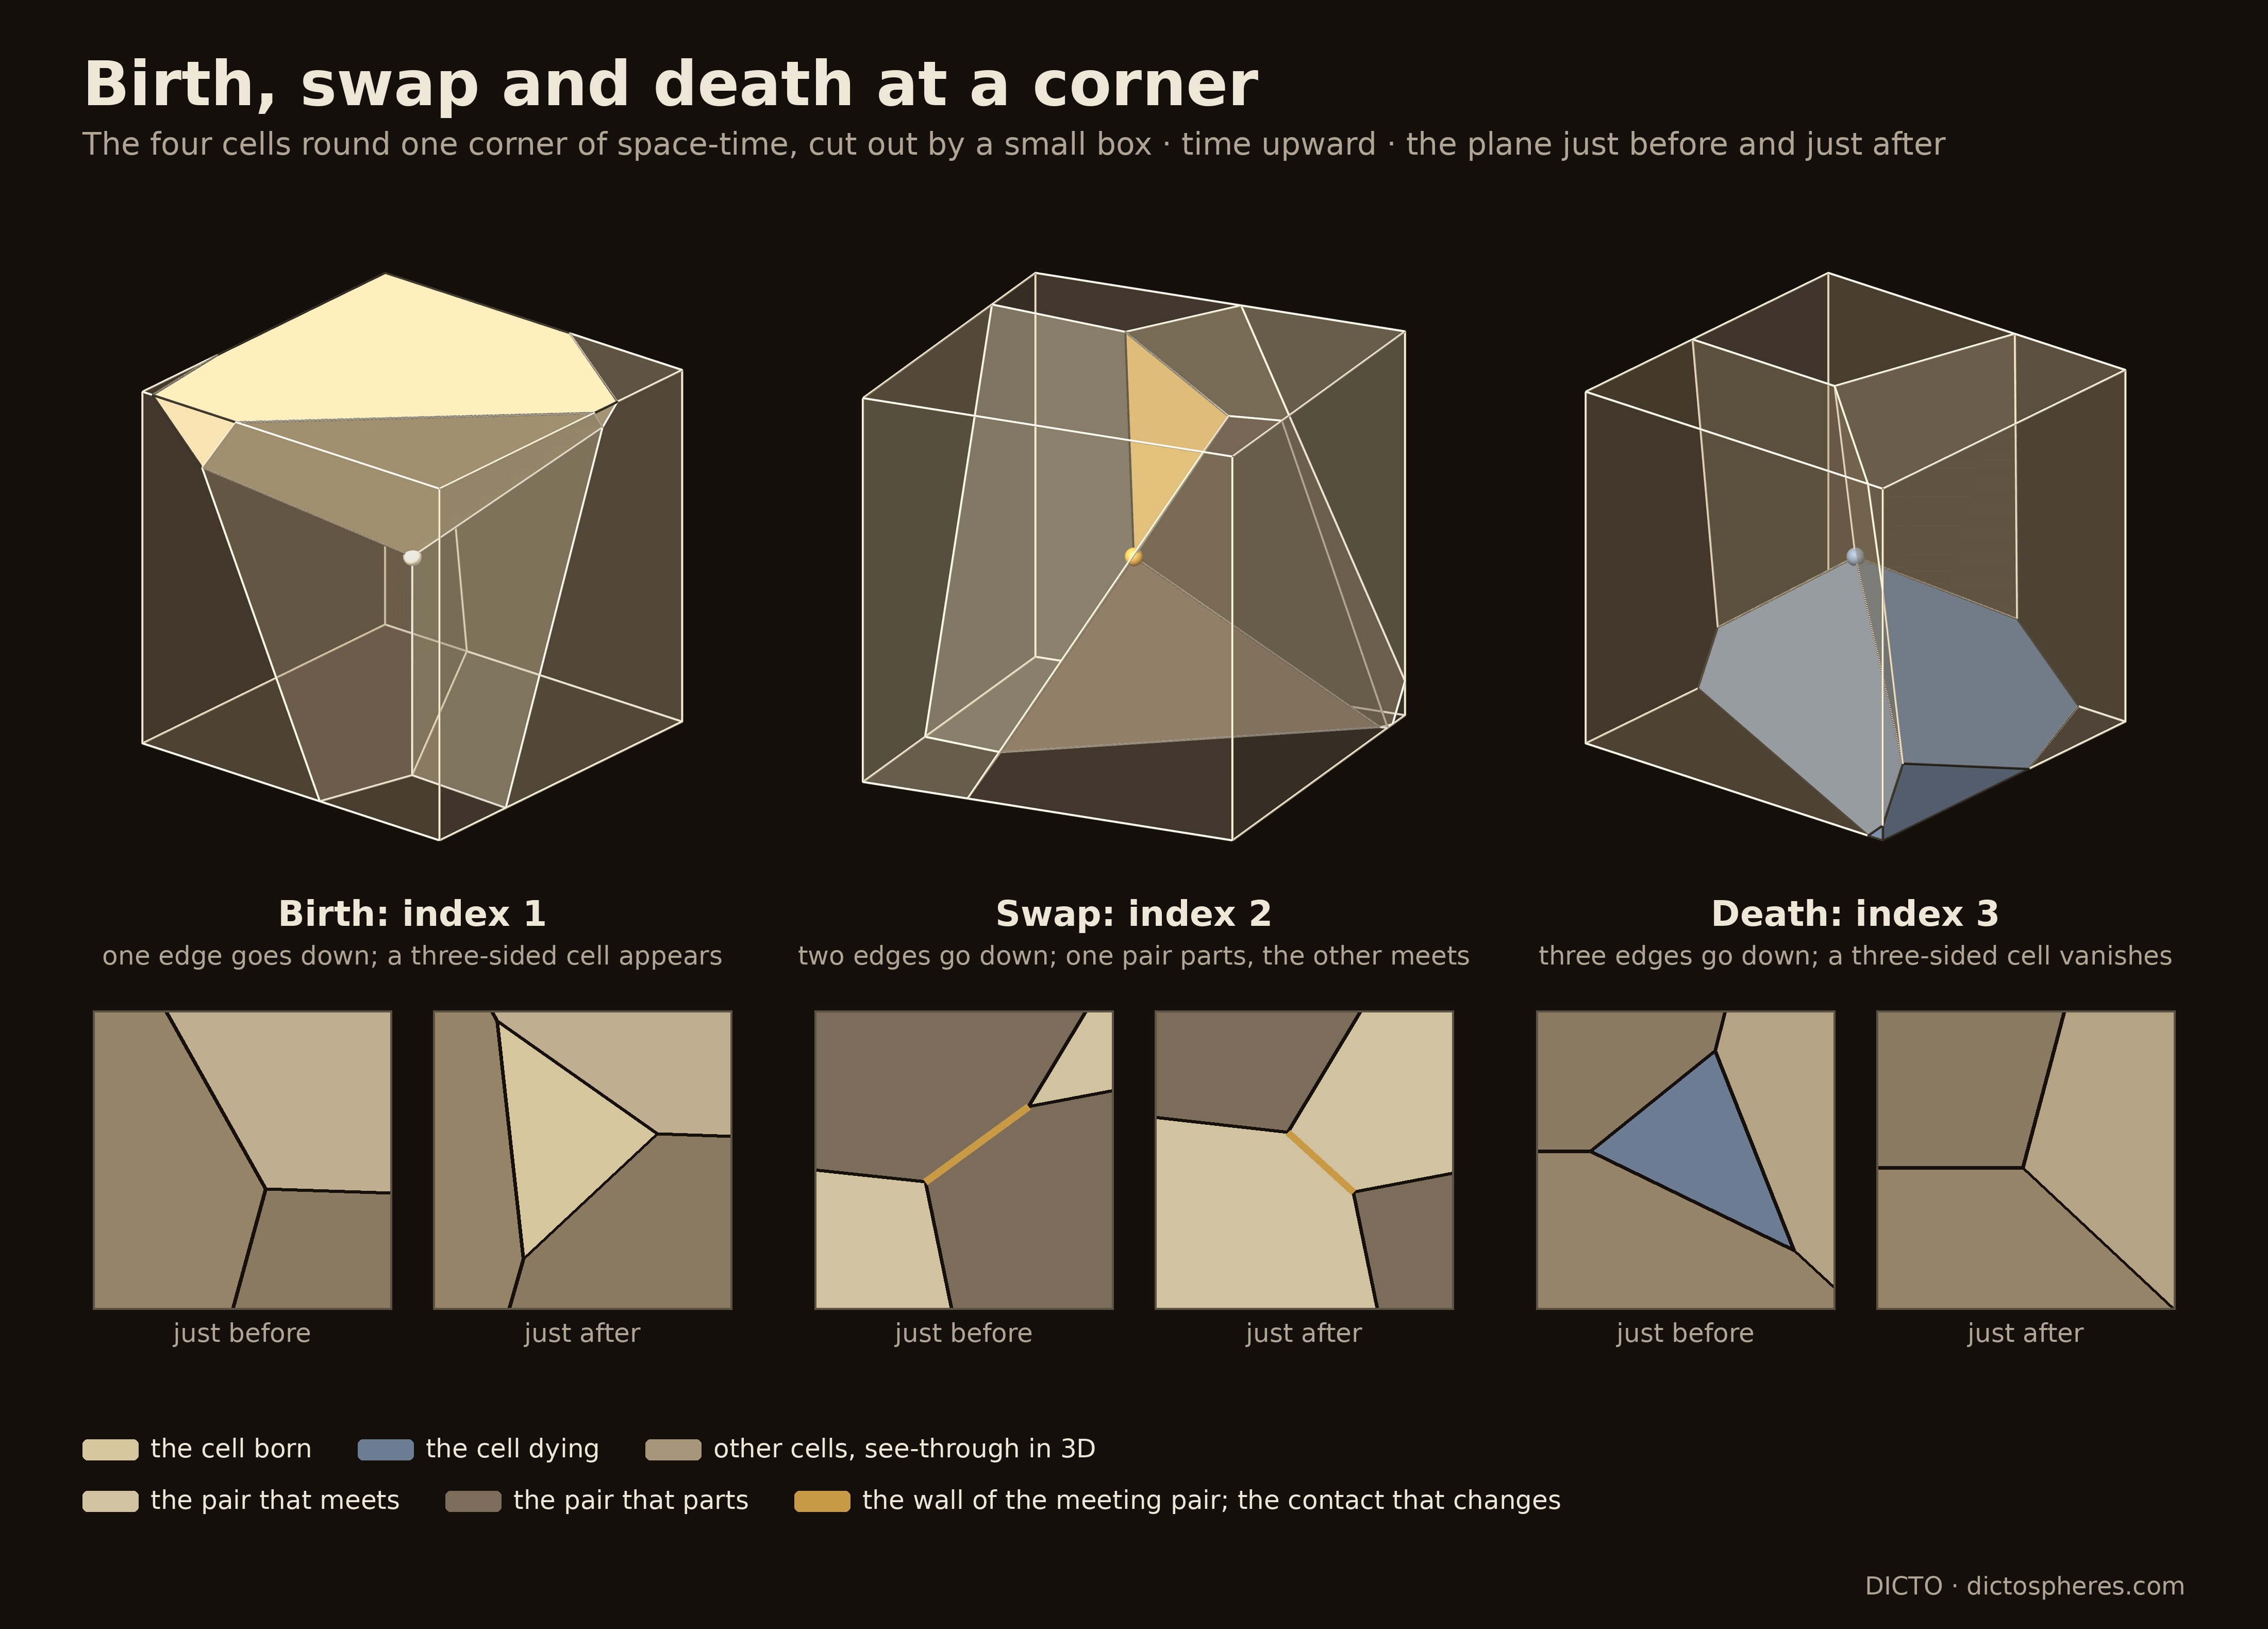 Birth, swap and death at a corner
The four cells round one corner of space-time, cut out by a small box · time upward · the plane just before and just after
Birth: index 1
one edge goes down; a three-sided cell appears
Swap: index 2
two edges go down; one pair parts, the other meets
Death: index 3
three edges go down; a three-sided cell vanishes
just before
just after
just before
just after
just before
just after
the cell born
the cell dying
other cells, see-through in 3D
the pair that meets
the pair that parts
the wall of the meeting pair; the contact that changes
DICTO · dictospheres.com